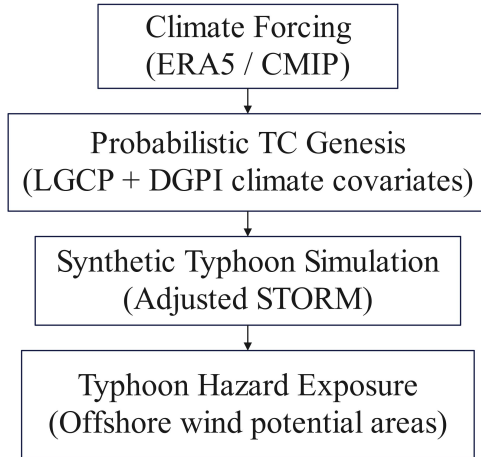 Climate Forcing
(ERA5 / CMIP)
Probabilistic TC Genesis
(LGCP + DGPI climate covariates)
Synthetic Typhoon Simulation
(Adjusted STORM)
Typhoon Hazard Exposure
(Offshore wind potential areas)